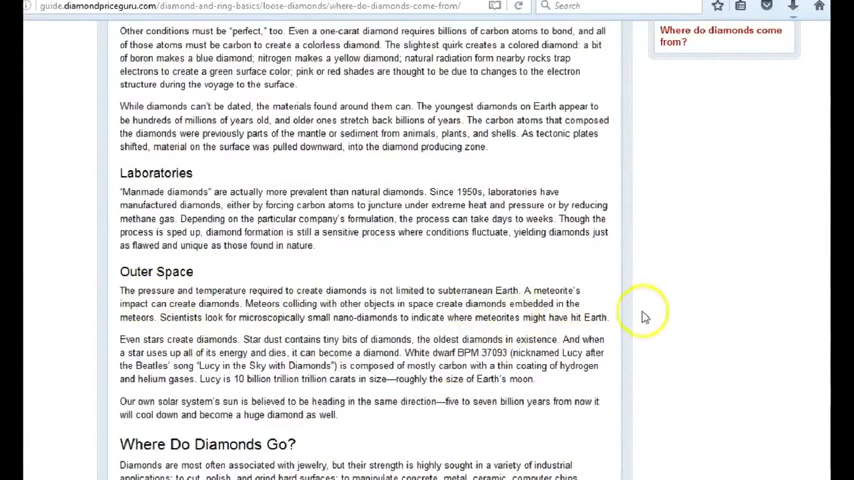 guide.diamondpriceguru.com/diamond-and-ring-basics/loose-diamonds/where-do-diamonds-come-from/
Search
Other conditions must be "perfect," too. Even a one-carat diamond requires billions of carbon atoms to bond, and all
of those atoms must be carbon to create a colorless diamond. The slightest quirk creates a colored diamond: a bit
of boron makes a blue diamond; nitrogen makes a yellow diamond; natural radiation form nearby rocks trap
electrons to create a green surface color; pink or red shades are thought to be due to changes to the electron
structure during the voyage to the surface.
While diamonds can't be dated, the materials found around them can. The youngest diamonds on Earth appear to
be hundreds of millions of years old, and older ones stretch back billions of years. The carbon atoms that composed
the diamonds were previously parts of the mantle or sediment from animals, plants, and shells. As tectonic plates
shifted, material on the surface was pulled downward, into the diamond producing zone.
Laboratories
"Manmade diamonds" are actually more prevalent than natural diamonds. Since 1950s, laboratories have
manufactured diamonds, either by forcing carbon atoms to juncture under extreme heat and pressure or by reducing
methane gas. Depending on the particular company's formulation, the process can take days to weeks. Though the
process is sped up, diamond formation is still a sensitive process where conditions fluctuate, yielding diamonds just
as flawed and unique as those found in nature.
Outer Space
The pressure and temperature required to create diamonds is not limited to subterranean Earth. A meteorite's
impact can create diamonds. Meteors colliding with other objects in space create diamonds embedded in the
meteors. Scientists look for microscopically small nano-diamonds to indicate where meteorites might have hit Earth.
Even stars create diamonds. Star dust contains tiny bits of diamonds, the oldest diamonds in existence. And when
a star uses up all of its energy and dies, it can become a diamond. White dwarf BPM 37093 (nicknamed Lucy after
the Beatles' song "Lucy in the Sky with Diamonds") is composed of mostly carbon with a thin coating of hydrogen
and helium gases. Lucy is 10 billion trillion trillion carats in size—roughly the size of Earth's moon.
Our own solar system's sun is believed to be heading in the same direction—five to seven billion years from now it
will cool down and become a huge diamond as well.
Where Do Diamonds Go?
Diamonds are most often associated with jewelry, but their strength is highly sought in a variety of industrial
applications: to cut, polish, and grind hard surfaces; to manipulate concrete, metal, ceramic, computer chips,
Where do diamonds come
from?